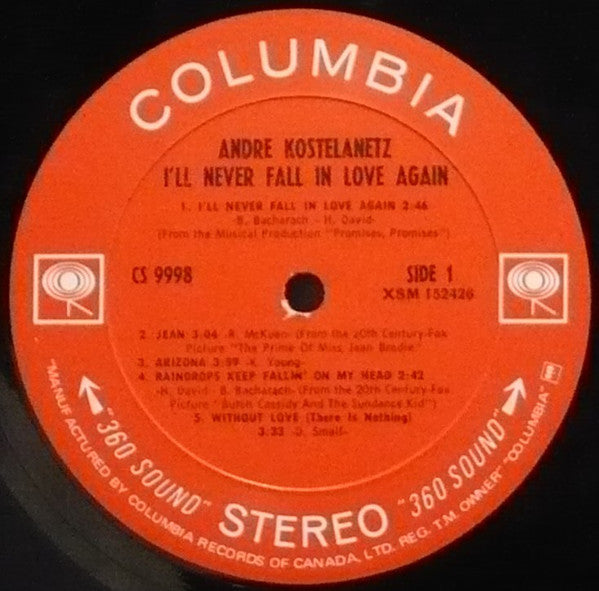 COLUMBIA
ANDRE KOSTELANETZ
I'LL NEVER FALL IN LOVE AGAIN
1. I'LL NEVER FALL IN LOVE AGAIN 2:46
-B. Bacharach - H. David-
(From the Musical Production "Promises, Promises")
CS 9998
SIDE 1
XSM 152426
2. JEAN 3:04 -R. McKuen- (From the 20th Century-Fox
Picture "The Prime Of Miss Jean Brodie")
3. ARIZONA 3:59 -K. Young-
4. RAINDROPS KEEP FALLIN' ON MY HEAD 2:42
-H. David - B. Bacharach- (From the 20th Century-Fox
Picture "Butch Cassidy And The Sundance Kid")
5. WITHOUT LOVE (There Is Nothing)
3:33 -D. Small-
"360 SOUND" STEREO "360 SOUND"
"MANUFACTURED BY COLUMBIA RECORDS OF CANADA, LTD. REG. T.M. OWNER" "COLUMBIA"